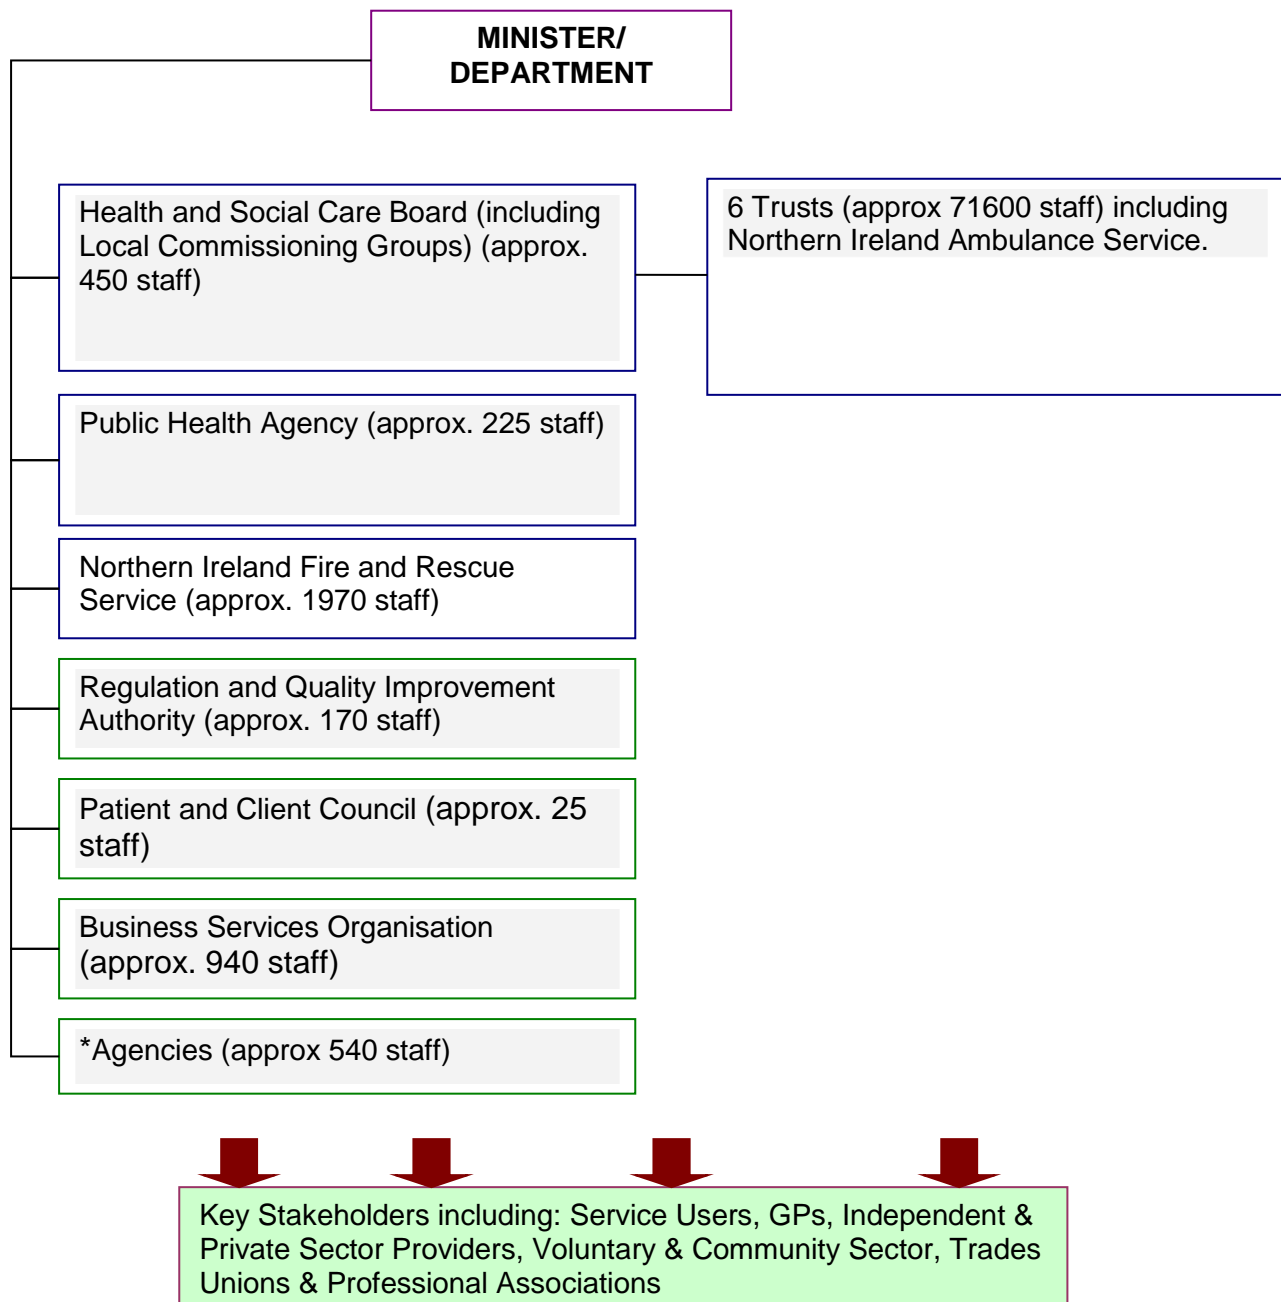 MINISTER/
DEPARTMENT
Health and Social Care Board (including
Local Commissioning Groups) (approx.
450 staff)
6 Trusts (approx 71600 staff) including
Northern Ireland Ambulance Service.
Public Health Agency (approx. 225 staff)
Northern Ireland Fire and Rescue
Service (approx. 1970 staff)
Regulation and Quality Improvement
Authority (approx. 170 staff)
Patient and Client Council (approx. 25
staff)
Business Services Organisation
(approx. 940 staff)
*Agencies (approx 540 staff)
Key Stakeholders including: Service Users, GPs, Independent &
Private Sector Providers, Voluntary & Community Sector, Trades
Unions & Professional Associations